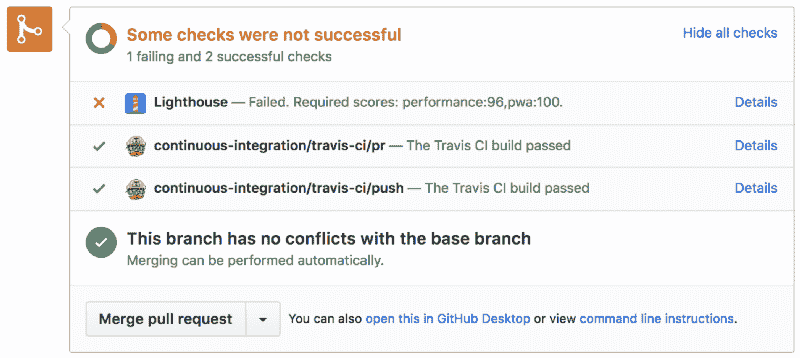 Some checks were not successful
Hide all checks
1 failing and 2 successful checks
Lighthouse — Failed. Required scores: performance:96,pwa:100.
Details
continuous-integration/travis-ci/pr — The Travis CI build passed
Details
continuous-integration/travis-ci/push — The Travis CI build passed
Details
This branch has no conflicts with the base branch
Merging can be performed automatically.
Merge pull request
You can also open this in GitHub Desktop or view command line instructions.